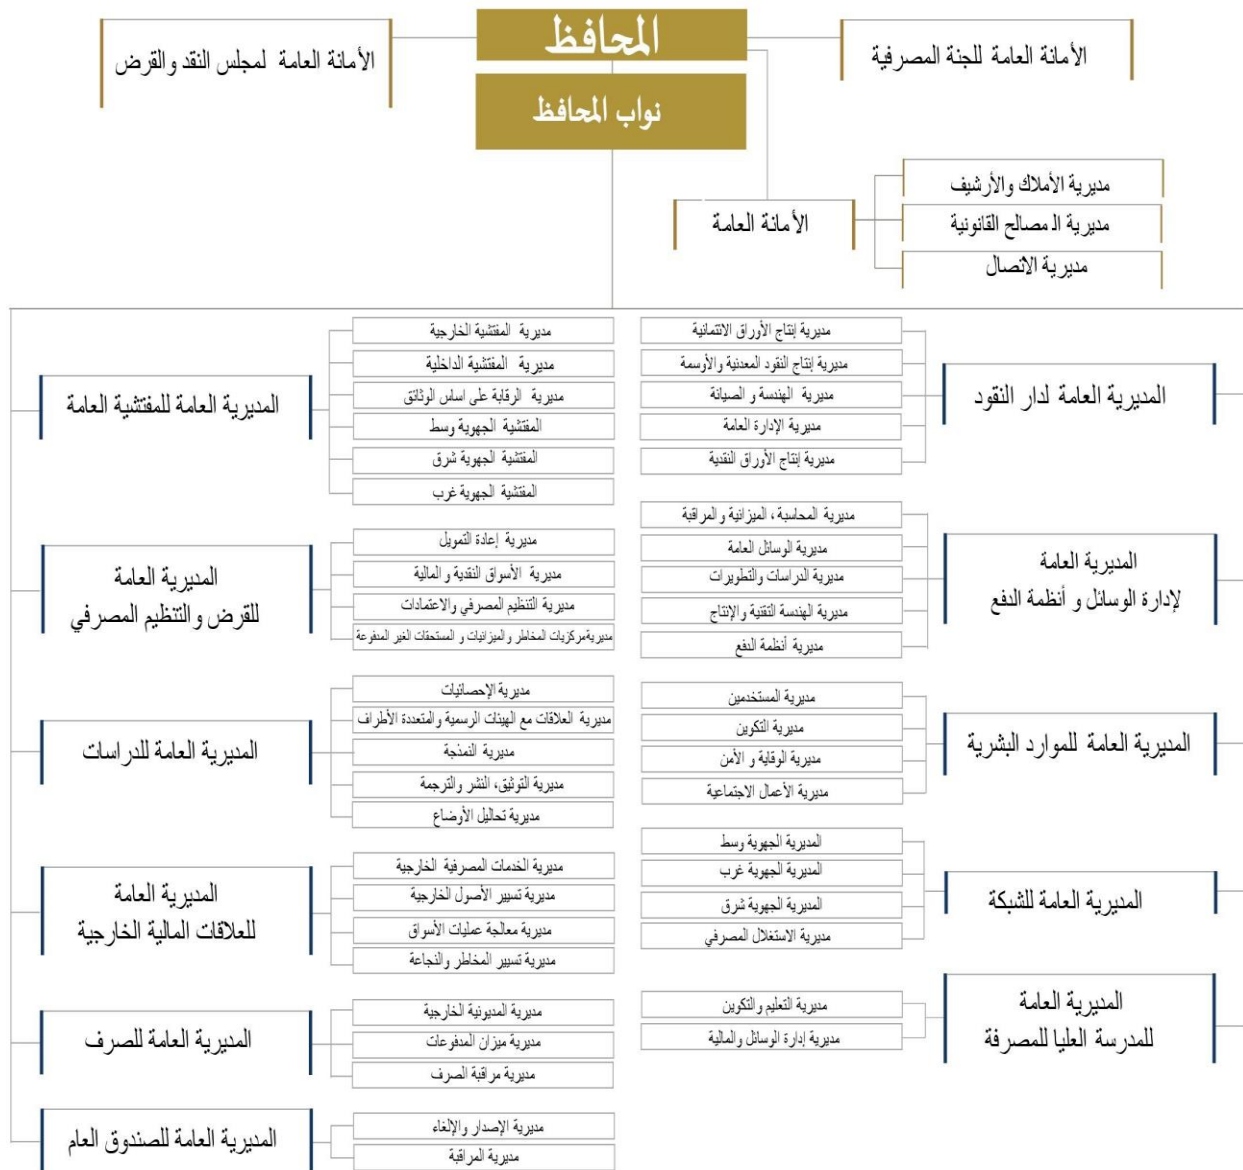 المحافظ
نواب المحافظ
الأمانة العامة للجنة المصرفية
الأمانة العامة لمجلس النقد والقرض
الأمانة العامة
مديرية الأملاك والأرشيف
مديرية المصالح القانونية
مديرية الاتصال
المديرية العامة لدار النقود
مديرية إنتاج الأوراق الائتمانية
مديرية إنتاج النقود المعدنية والأوسمة
مديرية الهندسة و الصيانة
مديرية الإدارة العامة
مديرية إنتاج الأوراق النقدية
المديرية العامة
لإدارة الوسائل و أنظمة الدفع
مديرية المحاسبة ، الميزانية و المراقبة
مديرية الوسائل العامة
مديرية الدراسات والتطويرات
مديرية الهندسة التقنية والإنتاج
مديرية أنظمة الدفع
المديرية العامة للموارد البشرية
مديرية المستخدمين
مديرية التكوين
مديرية الوقاية و الأمن
مديرية الأعمال الاجتماعية
المديرية العامة للشبكة
المديرية الجهوية وسط
المديرية الجهوية غرب
المديرية الجهوية شرق
مديرية الاستغلال المصرفي
المديرية العامة
للمدرسة العليا للمصرفة
مديرية التعليم والتكوين
مديرية إدارة الوسائل والمالية
المديرية العامة للمفتشية العامة
مديرية المفتشية الخارجية
مديرية المفتشية الداخلية
مديرية الرقابة على اساس الوثائق
المفتشية الجهوية وسط
المفتشية الجهوية شرق
المفتشية الجهوية غرب
المديرية العامة
للقرض و التنظيم المصرفي
مديرية إعادة التمويل
مديرية الأسواق النقدية و المالية
مديرية التنظيم المصرفي والاعتمادات
مديرية مركزيات المخاطر و الميزانيات و المستحقات الغير المدفوعة
المديرية العامة للدراسات
مديرية الإحصائيات
مديرية العلاقات مع الهيئات الرسمية والمتعددة الأطراف
مديرية النمذجة
مديرية التوثيق، النشر والترجمة
مديرية تحاليل الأوضاع
المديرية العامة
للعلاقات المالية الخارجية
مديرية الخدمات المصرفية الخارجية
مديرية تسيير الأصول الخارجية
مديرية معالجة عمليات الأسواق
مديرية تسيير المخاطر والنجاعة
المديرية العامة للصرف
مديرية المديونية الخارجية
مديرية ميزان المدفوعات
مديرية مراقبة الصرف
المديرية العامة للصندوق العام
مديرية الإصدار والإلغاء
مديرية المراقبة